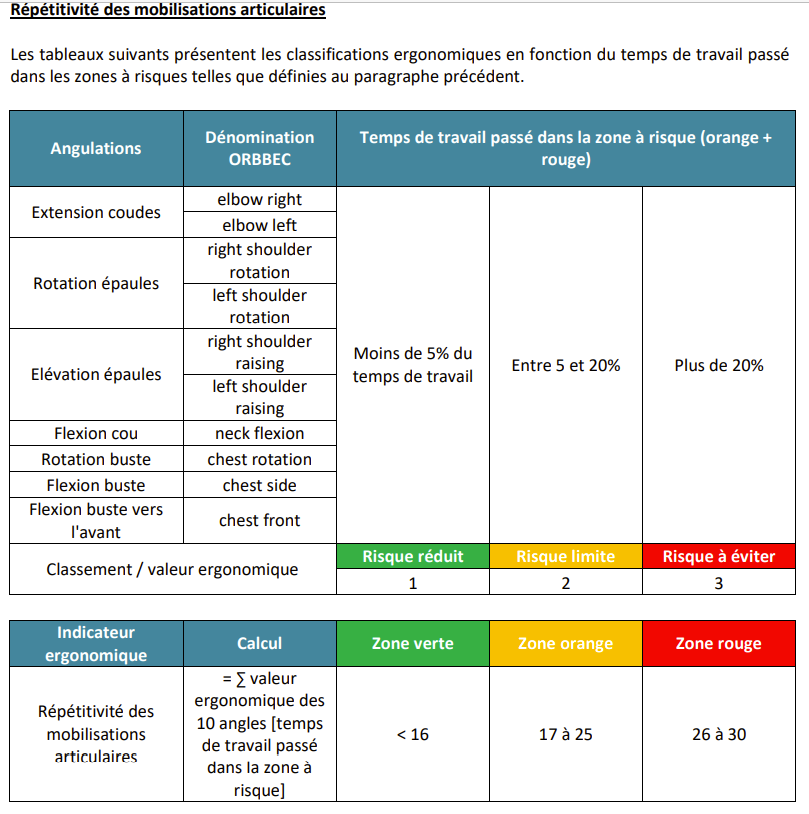 Répétitivité des mobilisations articulaires
Les tableaux suivants présentent les classifications ergonomiques en fonction du temps de travail passé
dans les zones à risques telles que définies au paragraphe précédent.
Angulations
Dénomination
ORBBEC
Temps de travail passé dans la zone à risque (orange +
rouge)
Extension coudes
elbow right
elbow left
Rotation épaules
right shoulder
rotation
left shoulder
rotation
Elévation épaules
right shoulder
raising
left shoulder
raising
Flexion cou
neck flexion
Rotation buste
chest rotation
Flexion buste
chest side
Flexion buste vers
l'avant
chest front
Moins de 5% du
temps de travail
Entre 5 et 20%
Plus de 20%
Classement / valeur ergonomique
Risque réduit
Risque limite
Risque à éviter
1
2
3
Indicateur
ergonomique
Calcul
Zone verte
Zone orange
Zone rouge
Répétitivité des
mobilisations
articulaires
= ∑ valeur
ergonomique des
10 angles [temps
de travail passé
dans la zone à
risque]
< 16
17 à 25
26 à 30